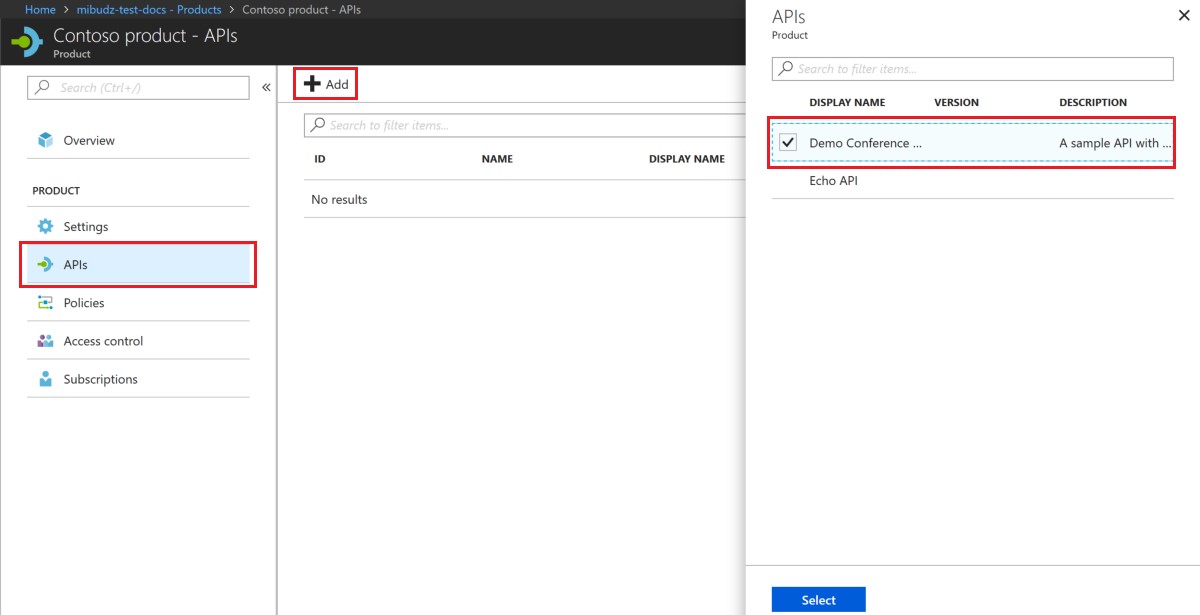 Home > mibudz-test-docs - Products > Contoso product - APIs
Contoso product - APIs
Product
Search (Ctrl+/)
«
Overview
PRODUCT
Settings
APIs
Policies
Access control
Subscriptions
Add
Search to filter items...
ID NAME DISPLAY NAME
No results
APIs
Product
Search to filter items...
DISPLAY NAME VERSION DESCRIPTION
Demo Conference ... A sample API with ...
Echo API
Select